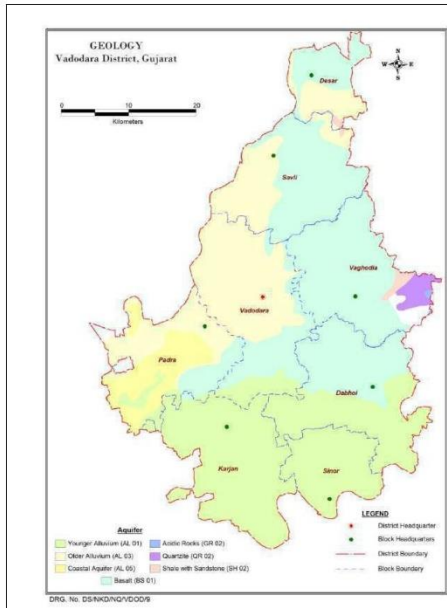 GEOLOGY
Vadodara District, Gujarat
N
W E
S
0 10 20
Kilometers
Desar
Savli
Vaghodia
Vadodara
Padra
Dabhoi
Karjan
Sinor
Aquifer
Younger Alluvium (AL 01)
Older Alluvium (AL 03)
Coastal Aquifer (AL 05)
Basalt (BS 01)
Acidic Rocks (GR 02)
Quartzite (QR 02)
Shale with Sandstone (SH 02)
LEGEND
District Headquarter
Block Headquarters
District Boundary
Block Boundary
DRG. No. DS/NKD/NQ/VDOD/9